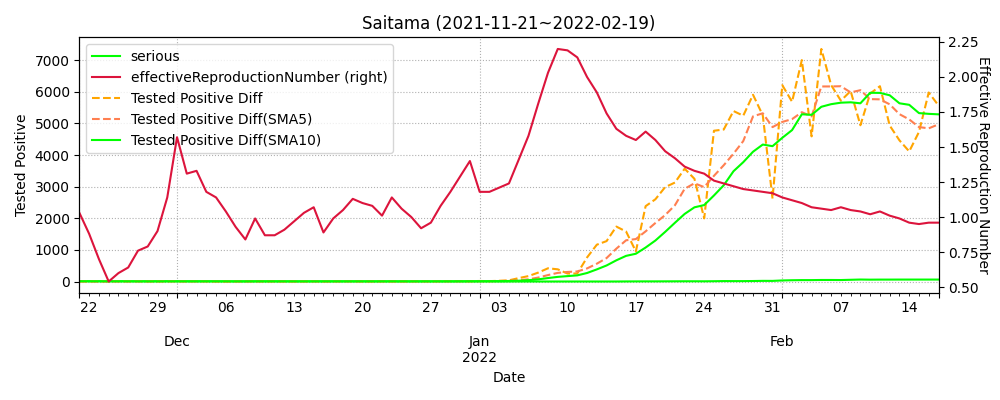 Saitama (2021-11-21~2022-02-19)
serious
effectiveReproductionNumber (right)
Tested Positive Diff
Tested Positive Diff(SMA5)
Tested Positive Diff(SMA10)
Tested Positive
7000
6000
5000
4000
3000
2000
1000
0
Effective Reproduction Number
2.25
2.00
1.75
1.50
1.25
1.00
0.75
0.50
22 29 06 13 20 27 03 10 17 24 31 07 14
Dec Jan Feb
2022
Date